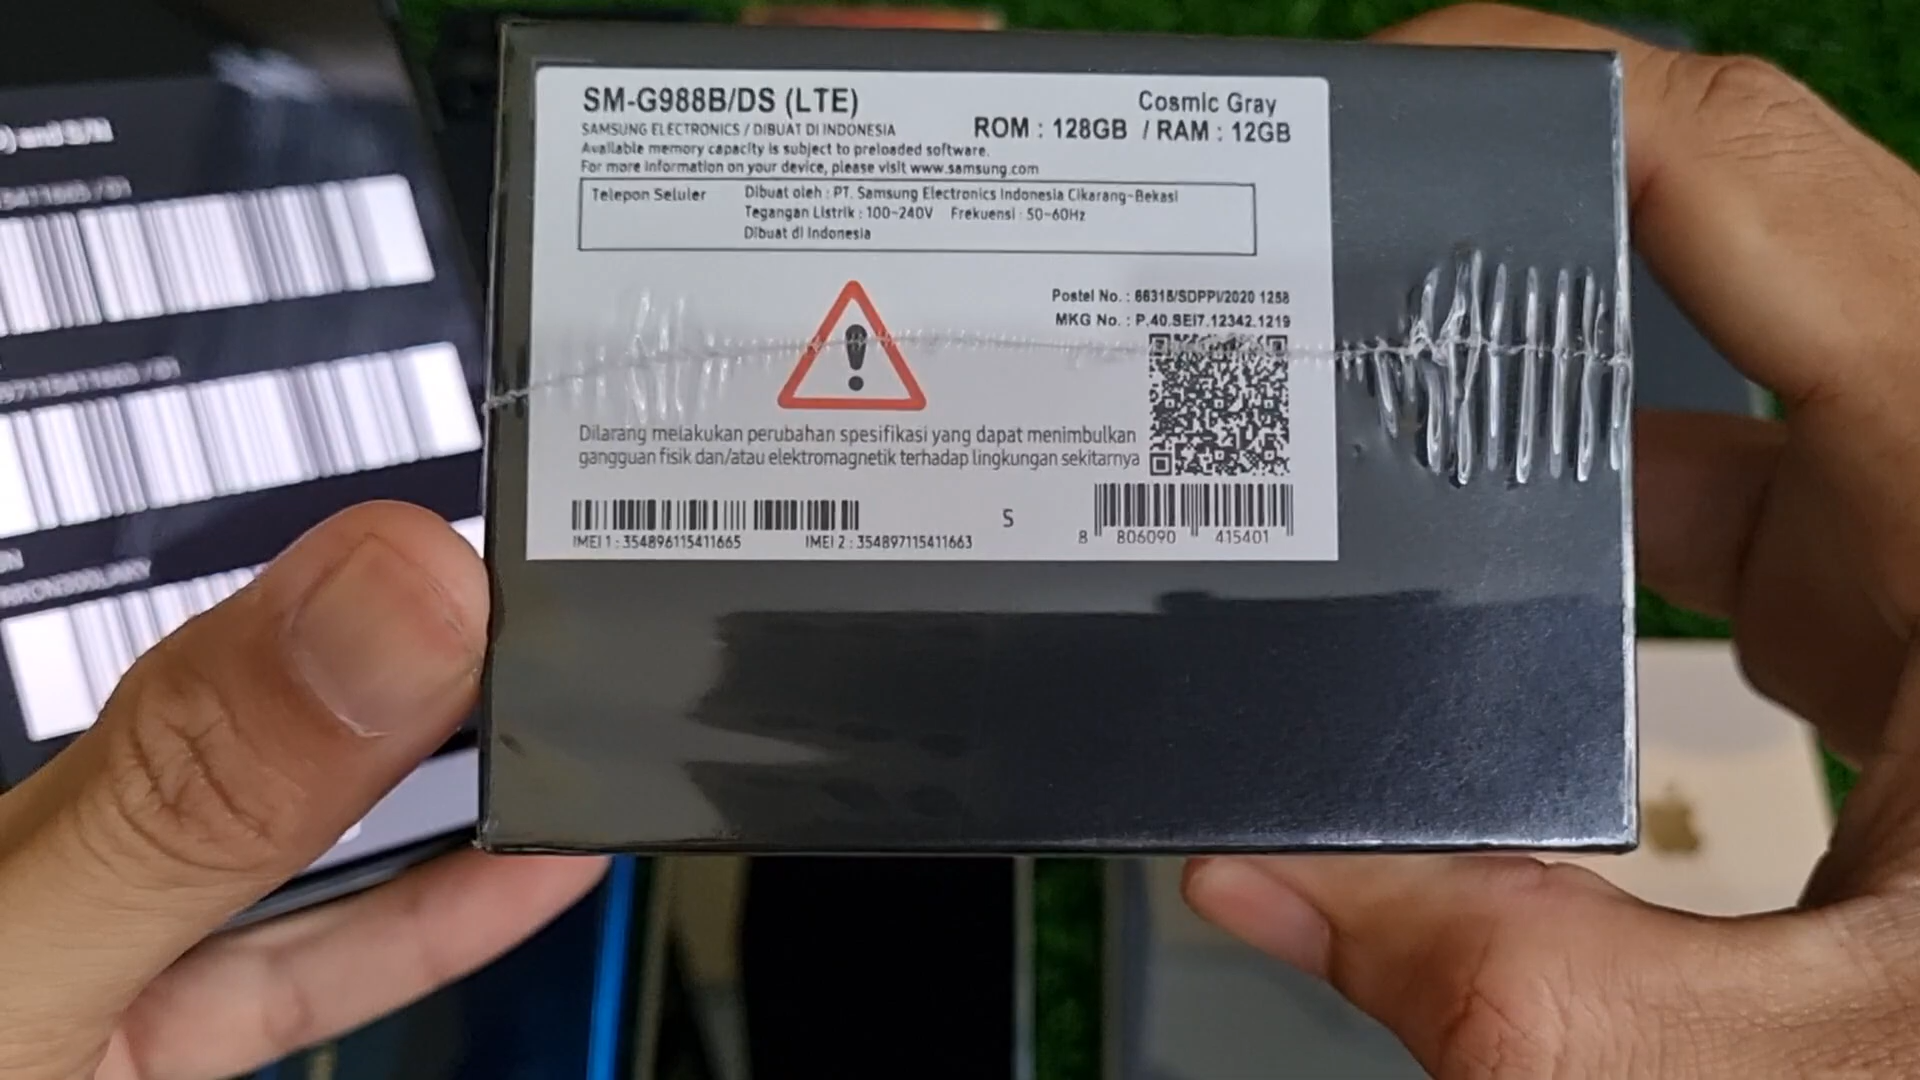 SM-G988B/DS (LTE)
Cosmic Gray
SAMSUNG ELECTRONICS / DIBUAT DI INDONESIA
ROM : 128GB / RAM : 12GB
Available memory capacity is subject to preloaded software.
For more information on your device, please visit www.samsung.com
Telepon Seluler
Dibuat oleh : PT. Samsung Electronics Indonesia Cikarang-Bekasi
Tegangan Listrik : 100~240V Frekuensi : 50~60Hz
Dibuat di Indonesia
Postel No. : 66315/SDPPI/2020 1258
MKG No. : P.40.SEI7.12342.1219
Dilarang melakukan perubahan spesifikasi yang dapat menimbulkan
gangguan fisik dan/atau elektromagnetik terhadap lingkungan sekitarnya
S
IMEI 1 : 354896115411665
IMEI 2 : 354897115411663
8 806090 415401